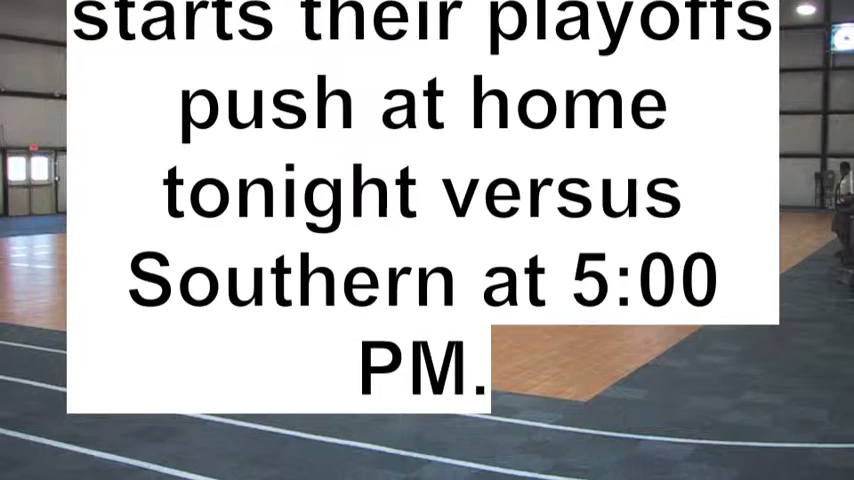 starts their playoffs
push at home
tonight versus
Southern at 5:00
PM.